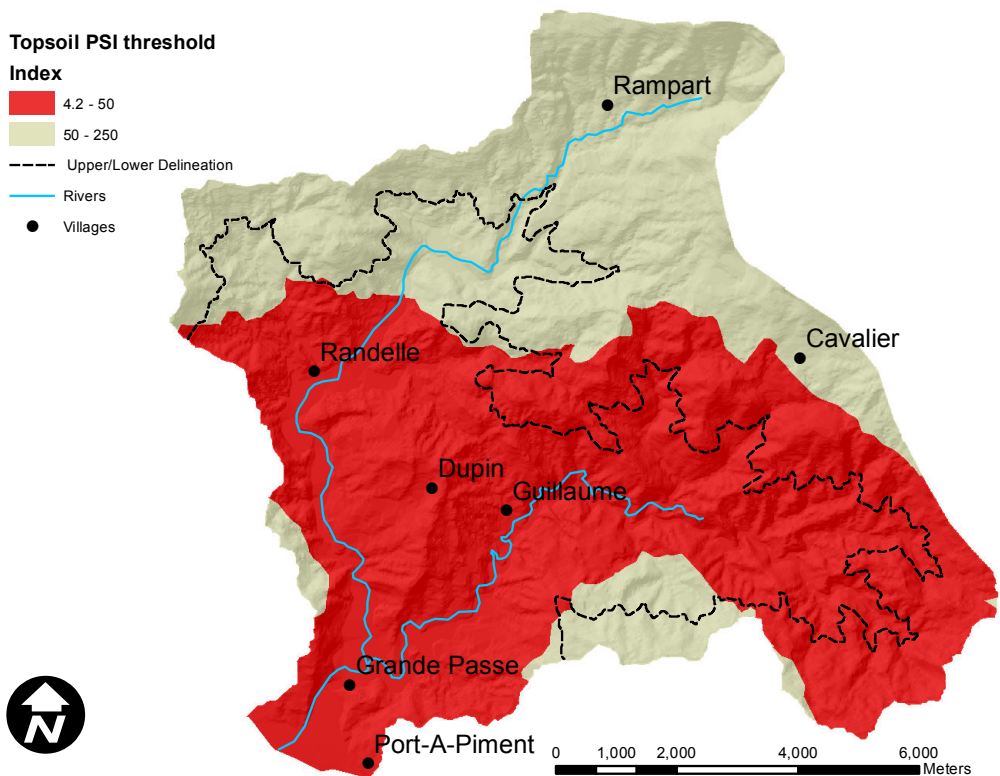 Topsoil PSI threshold
Index
4.2 - 50
50 - 250
Upper/Lower Delineation
Rivers
Villages
Rampart
Cavalier
Randelle
Dupin
Guillaume
Grande Passe
Port-A-Piment
N
0 1,000 2,000 4,000 6,000
Meters